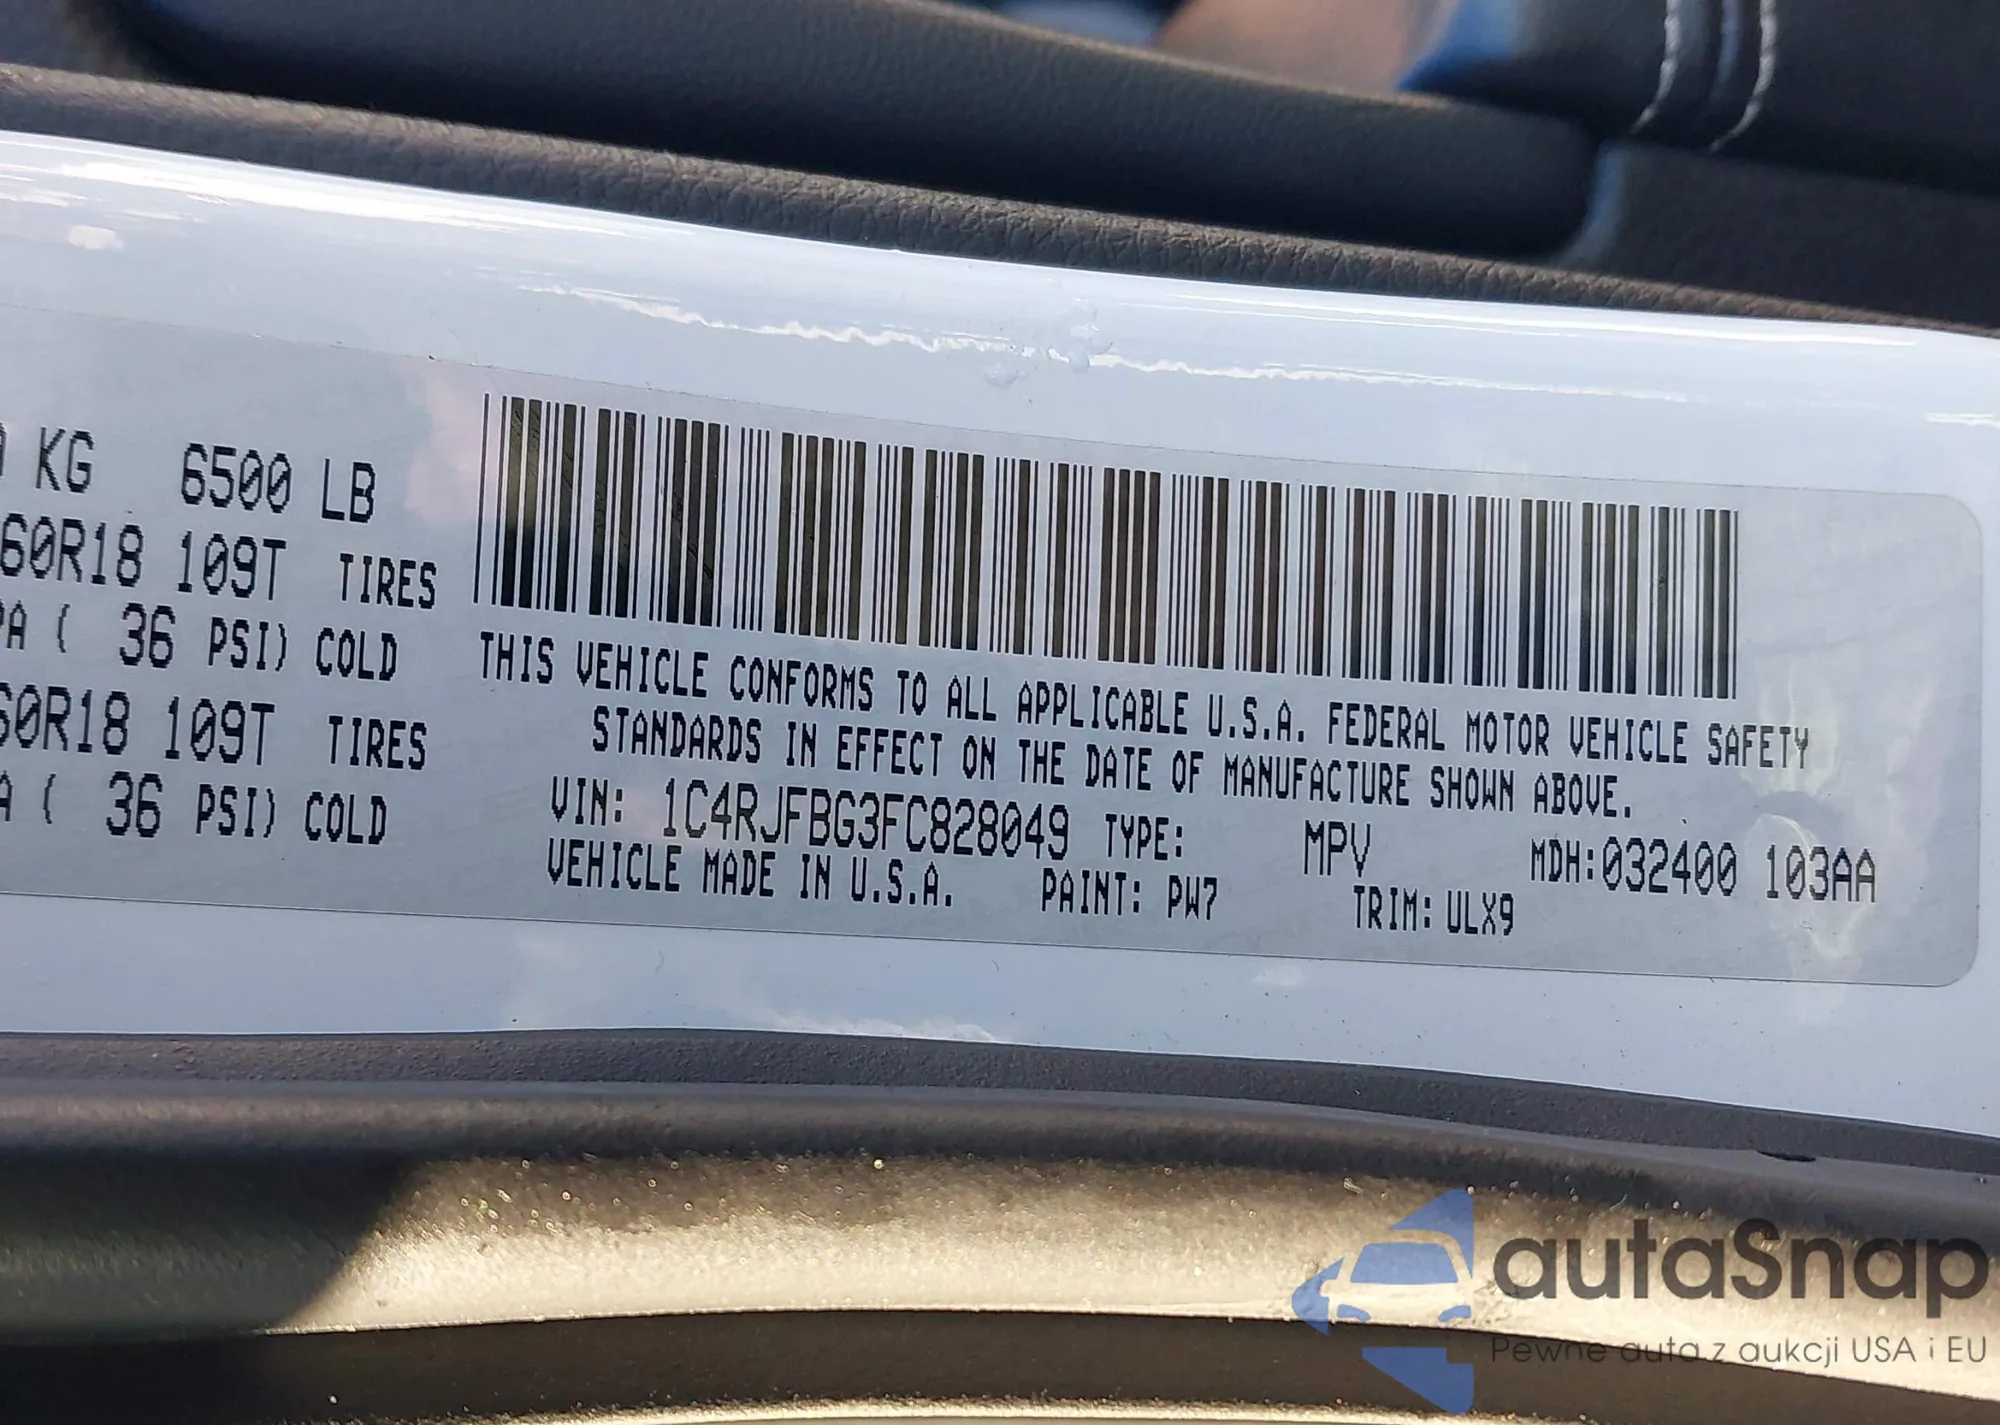 KG 6500 LB
60R18 109T TIRES
PA ( 36 PSI) COLD
60R18 109T TIRES
A ( 36 PSI) COLD
THIS VEHICLE CONFORMS TO ALL APPLICABLE U.S.A. FEDERAL MOTOR VEHICLE SAFETY
STANDARDS IN EFFECT ON THE DATE OF MANUFACTURE SHOWN ABOVE.
VIN: 1C4RJFBG3FC828049 TYPE: MPV MDH:032400 103AA
VEHICLE MADE IN U.S.A. PAINT: PW7 TRIM: ULX9
autaSnap
Pewne auta z aukcji USA i EU